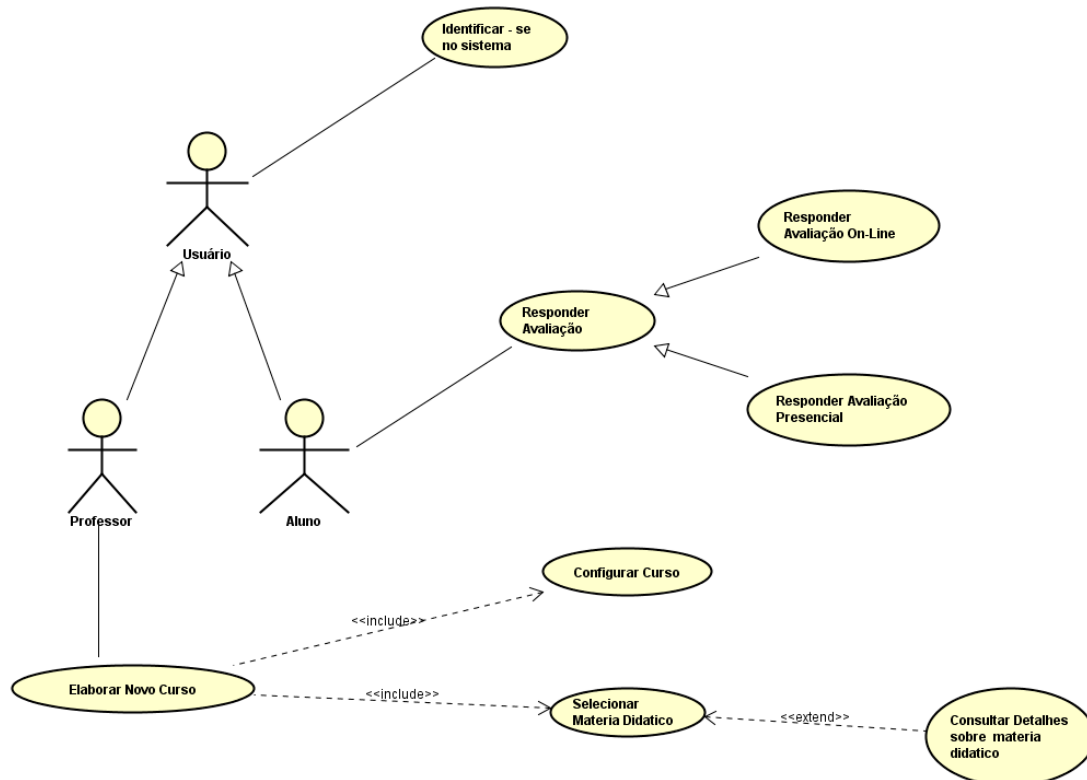 Identificar - se
no sistema
Usuário
Responder
Avaliação On-Line
Responder
Avaliação
Responder Avaliação
Presencial
Professor
Aluno
Configurar Curso
<<include>>
Elaborar Novo Curso
<<include>>
Selecionar
Materia Didatico
<<extend>>
Consultar Detalhes
sobre materia
didatico